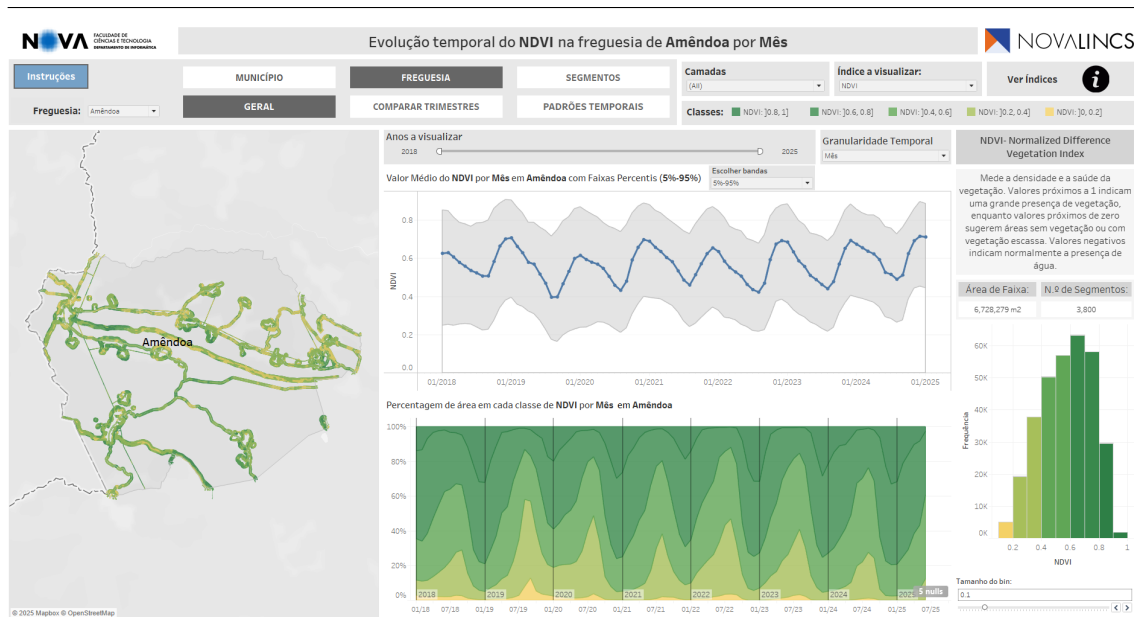 NOVA FACULDADE DE
CIÊNCIAS E TECNOLOGIA
DEPARTAMENTO DE INFORMÁTICA
Evolução temporal do NDVI na freguesia de Amêndoa por Mês
NOVALINCS
Instruções
MUNICÍPIO
FREGUESIA
SEGMENTOS
Camadas
(All)
Índice a visualizar:
NDVI
Ver Índices
i
Freguesia: Amêndoa
GERAL
COMPARAR TRIMESTRES
PADRÕES TEMPORAIS
Classes: NDVI: ]0.8, 1] NDVI: ]0.6, 0.8] NDVI: ]0.4, 0.6] NDVI: ]0.2, 0.4] NDVI: ]0, 0.2]
Amêndoa
© 2025 Mapbox © OpenStreetMap
Anos a visualizar
2018 2025
Granularidade Temporal
Mês
Valor Médio do NDVI por Mês em Amêndoa com Faixas Percentis (5%-95%)
Escolher bandas
5%-95%
NDVI
0.8
0.6
0.4
0.2
0.0
01/2018 01/2019 01/2020 01/2021 01/2022 01/2023 01/2024 01/2025
Percentagem de área em cada classe de NDVI por Mês em Amêndoa
100%
80%
60%
40%
20%
0%
2018 2019 2020 2021 2022 2023 2024 2025
5 nulls
01/18 07/18 01/19 07/19 01/20 07/20 01/21 07/21 01/22 07/22 01/23 07/23 01/24 07/24 01/25 07/25
NDVI- Normalized Difference
Vegetation Index
Mede a densidade e a saúde da
vegetação. Valores próximos a 1 indicam
uma grande presença de vegetação,
enquanto valores próximos de zero
sugerem áreas sem vegetação ou com
vegetação escassa. Valores negativos
indicam normalmente a presença de
água.
Área de Faixa: N.º de Segmentos:
6,728,279 m2 3,800
Frequência
60K
50K
40K
30K
20K
10K
0K
0.2 0.4 0.6 0.8 1
NDVI
Tamanho do bin:
0.1